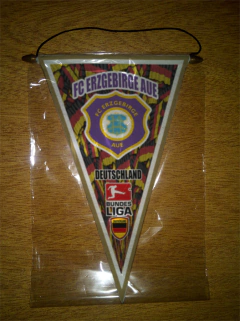 FC ERZGEBIRGE AUE
FC ERZGEBIRGE
AUE
DEUTSCHLAND
BUNDES
LIGA